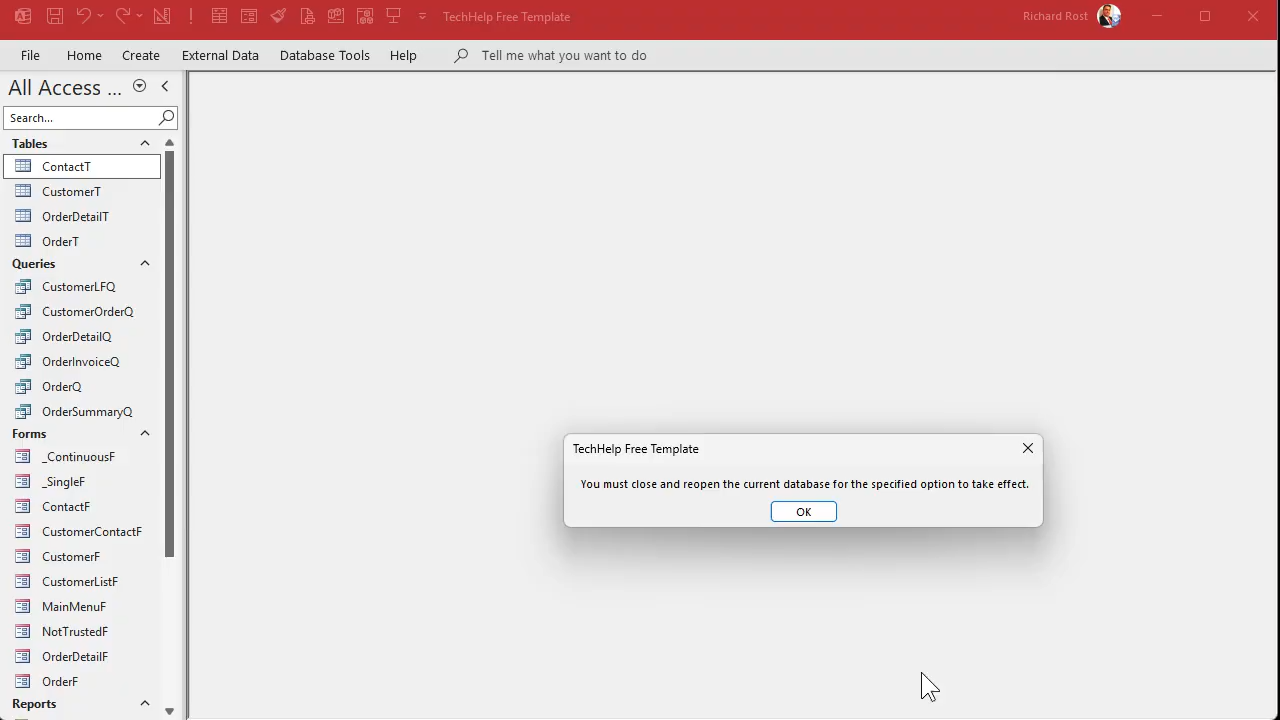 TechHelp Free Template
Richard Rost
File Home Create External Data Database Tools Help Tell me what you want to do
All Access ...
Search...
Tables
ContactT
CustomerT
OrderDetailT
OrderT
Queries
CustomerLFQ
CustomerOrderQ
OrderDetailQ
OrderInvoiceQ
OrderQ
OrderSummaryQ
Forms
_ContinuousF
_SingleF
ContactF
CustomerContactF
CustomerF
CustomerListF
MainMenuF
NotTrustedF
OrderDetailF
OrderF
Reports
TechHelp Free Template
You must close and reopen the current database for the specified option to take effect.
OK